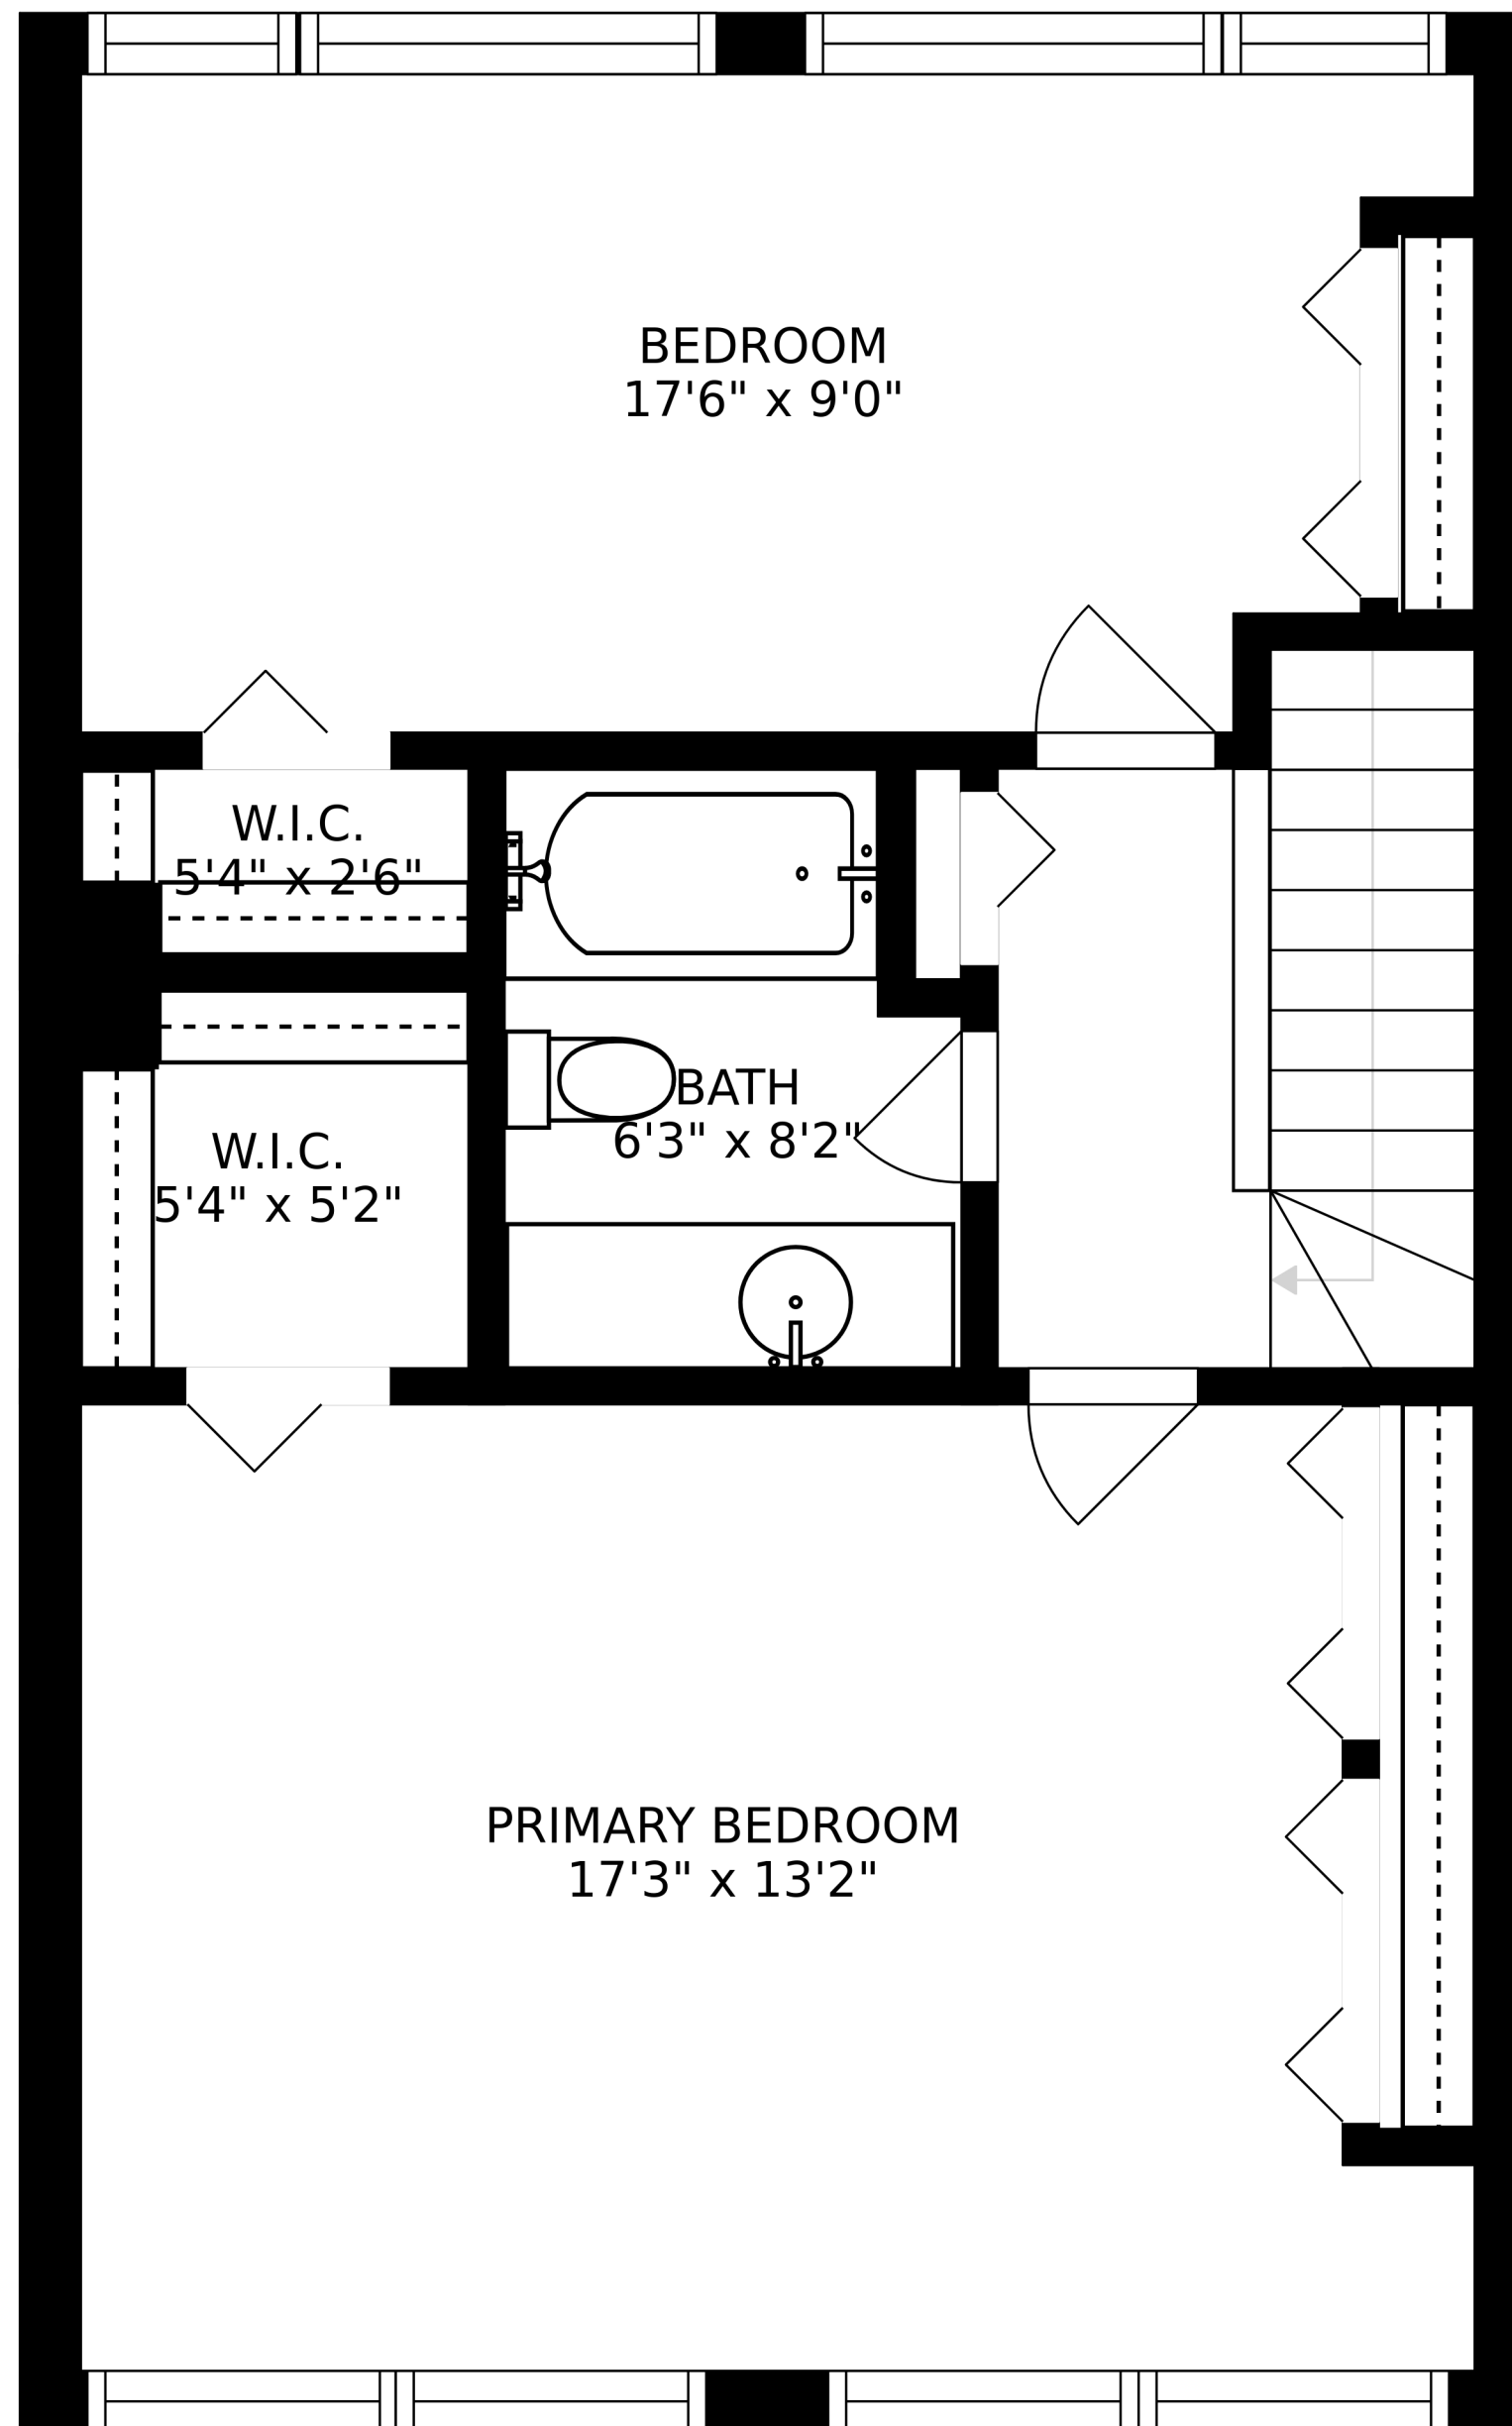 BEDROOM
17'6" x 9'0"
W.I.C.
5'4" x 2'6"
BATH
6'3" x 8'2"
W.I.C.
5'4" x 5'2"
PRIMARY BEDROOM
17'3" x 13'2"